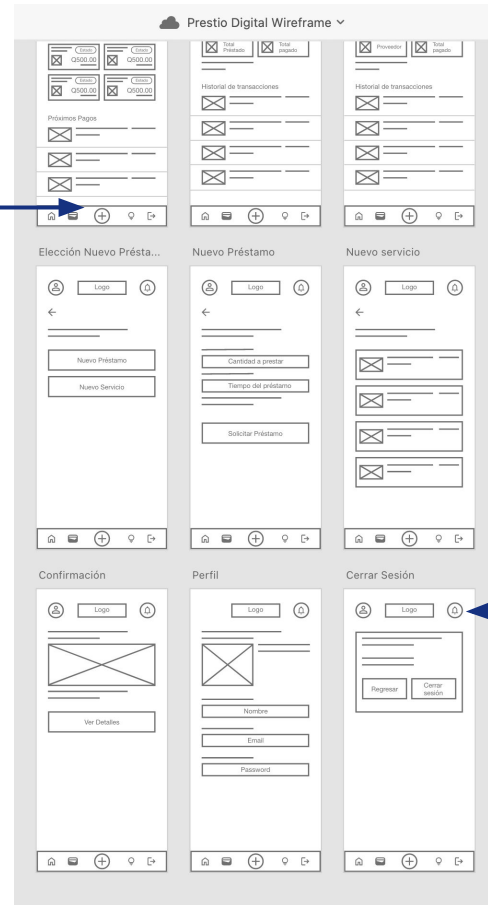 Prestio Digital Wireframe
Estado Estado
Q500.00 Q500.00
Estado Estado
Q500.00 Q500.00
Próximos Pagos
Total Préstado
Total pagado
Historial de transacciones
Proveedor
Total pagado
Historial de transacciones
Elección Nuevo Présta...
Logo
Nuevo Préstamo
Nuevo Servicio
Nuevo Préstamo
Logo
Cantidad a prestar
Tiempo del préstamo
Solicitar Préstamo
Nuevo servicio
Logo
Confirmación
Logo
Ver Detalles
Perfil
Logo
Nombre
Email
Password
Cerrar Sesión
Logo
Regresar
Cerrar sesión